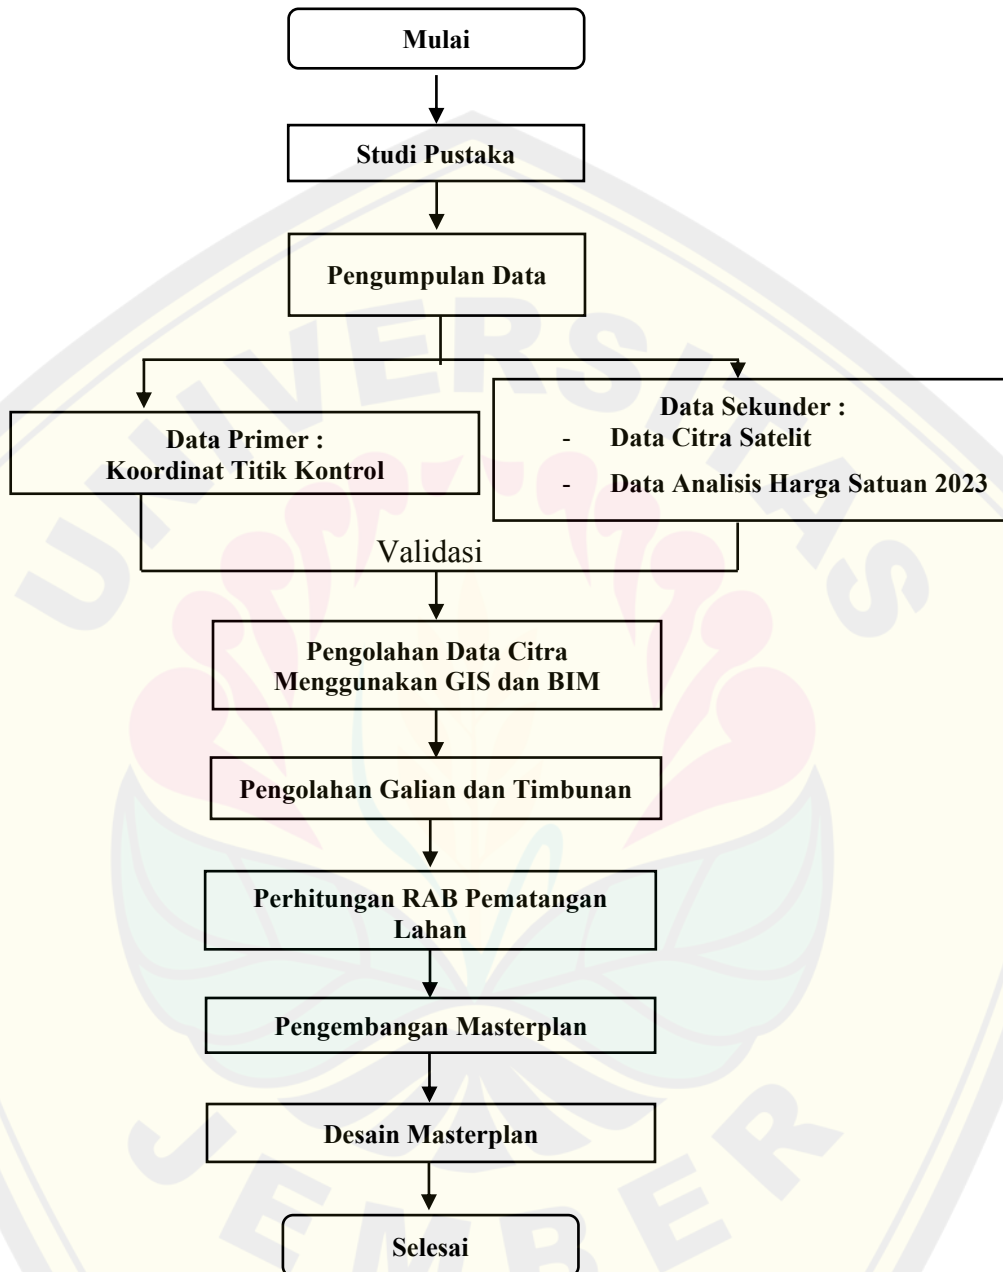 Mulai
Studi Pustaka
Pengumpulan Data
Data Primer :
Koordinat Titik Kontrol
Data Sekunder :
- Data Citra Satelit
- Data Analisis Harga Satuan 2023
Validasi
Pengolahan Data Citra
Menggunakan GIS dan BIM
Pengolahan Galian dan Timbunan
Perhitungan RAB Pematangan
Lahan
Pengembangan Masterplan
Desain Masterplan
Selesai
UNIVERSITAS
JEMBER